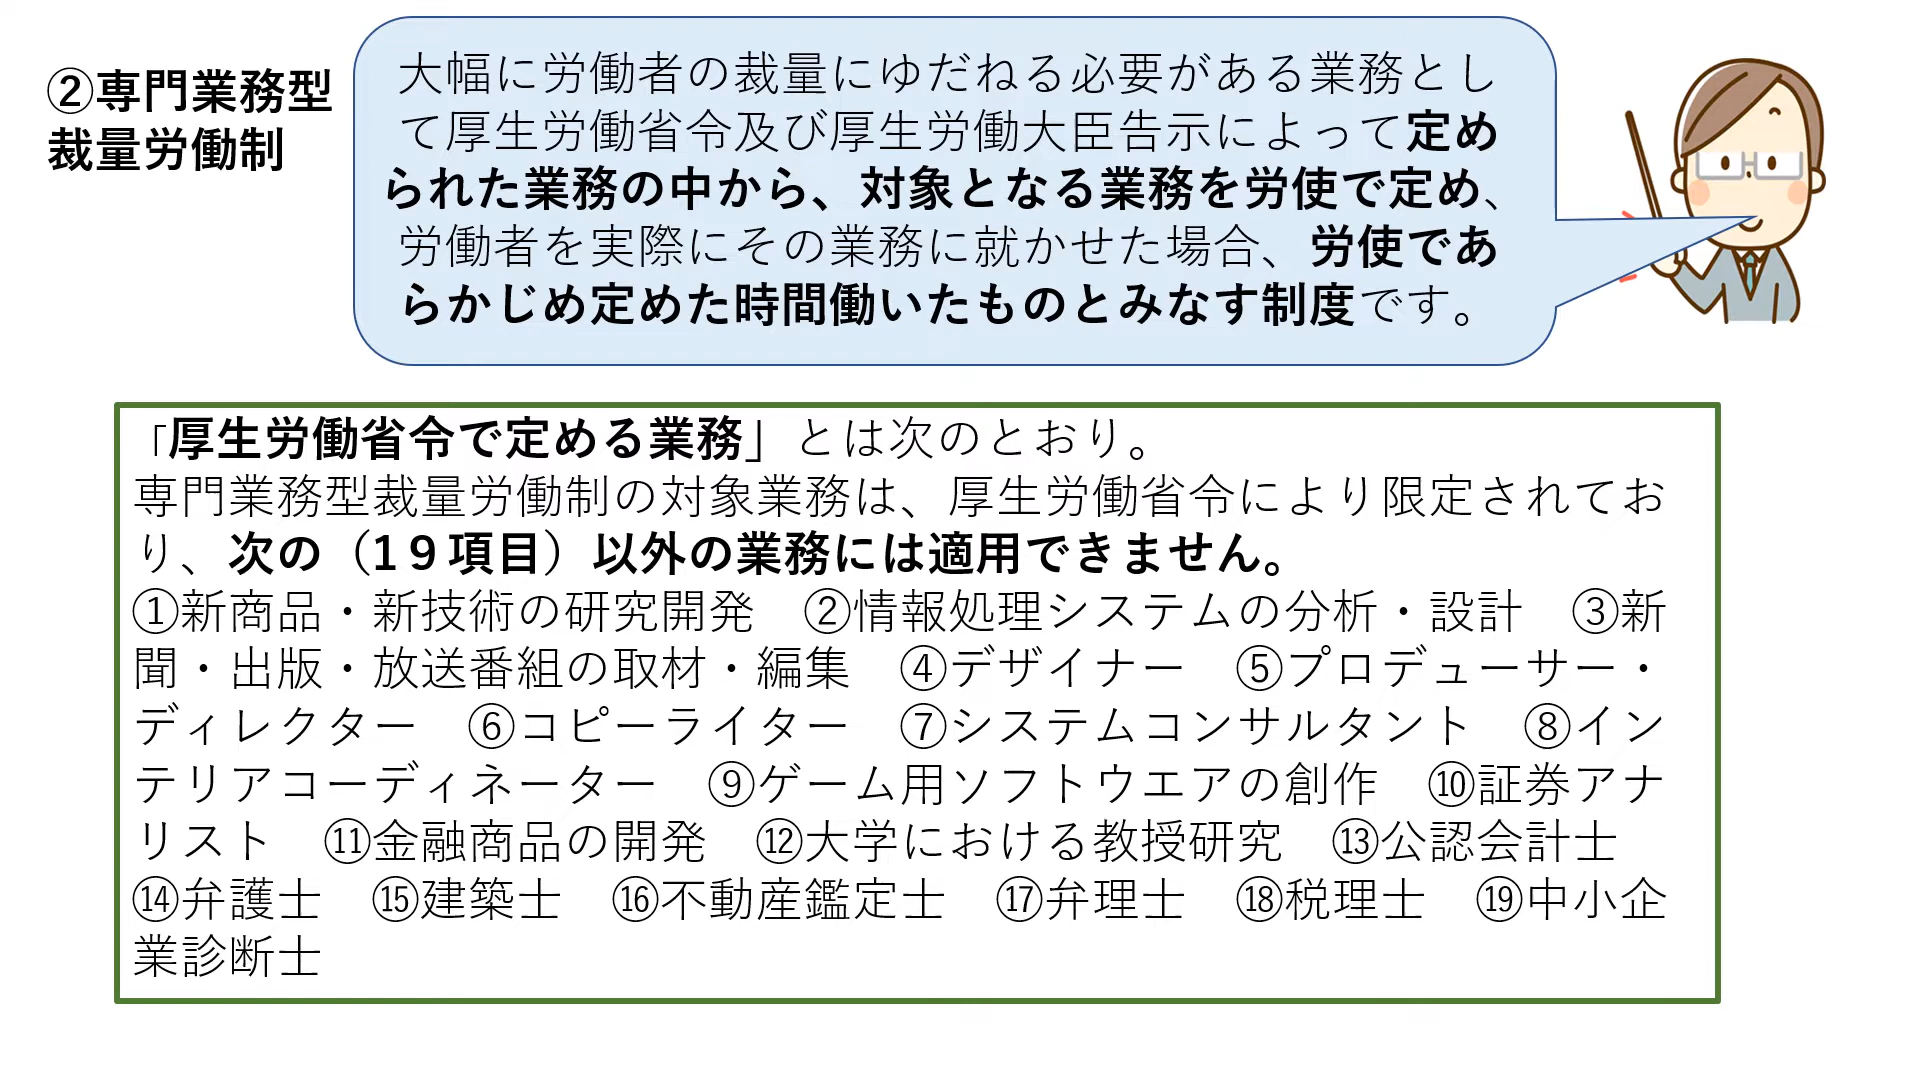 ②専門業務型
裁量労働制
大幅に労働者の裁量にゆだねる必要がある業務とし
て厚生労働省令及び厚生労働大臣告示によって定め
られた業務の中から、対象となる業務を労使で定め、
労働者を実際にその業務に就かせた場合、労使であ
らかじめ定めた時間働いたものとみなす制度です。
「厚生労働省令で定める業務」とは次のとおり。
専門業務型裁量労働制の対象業務は、厚生労働省令により限定されてお
り、次の（1９項目）以外の業務には適用できません。
①新商品・新技術の研究開発　②情報処理システムの分析・設計　③新
聞・出版・放送番組の取材・編集　④デザイナー　⑤プロデューサー・
ディレクター　⑥コピーライター　⑦システムコンサルタント　⑧イン
テリアコーディネーター　⑨ゲーム用ソフトウエアの創作　⑩証券アナ
リスト　⑪金融商品の開発　⑫大学における教授研究　⑬公認会計士
⑭弁護士　⑮建築士　⑯不動産鑑定士　⑰弁理士　⑱税理士　⑲中小企
業診断士